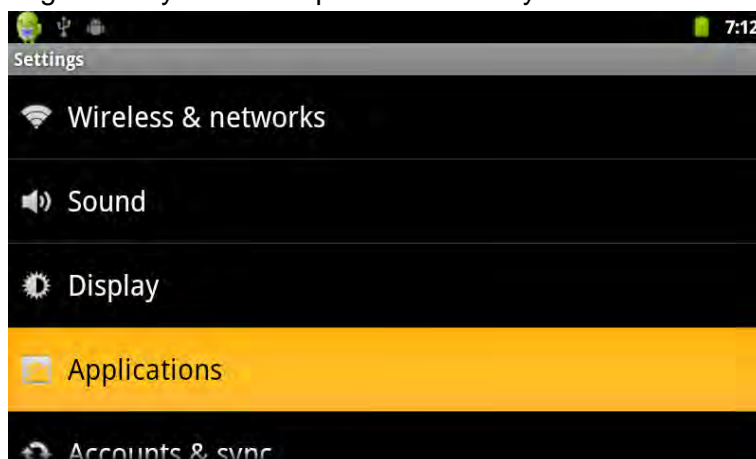 7:12
Settings
Wireless & networks
Sound
Display
Applications
Accounts & sync